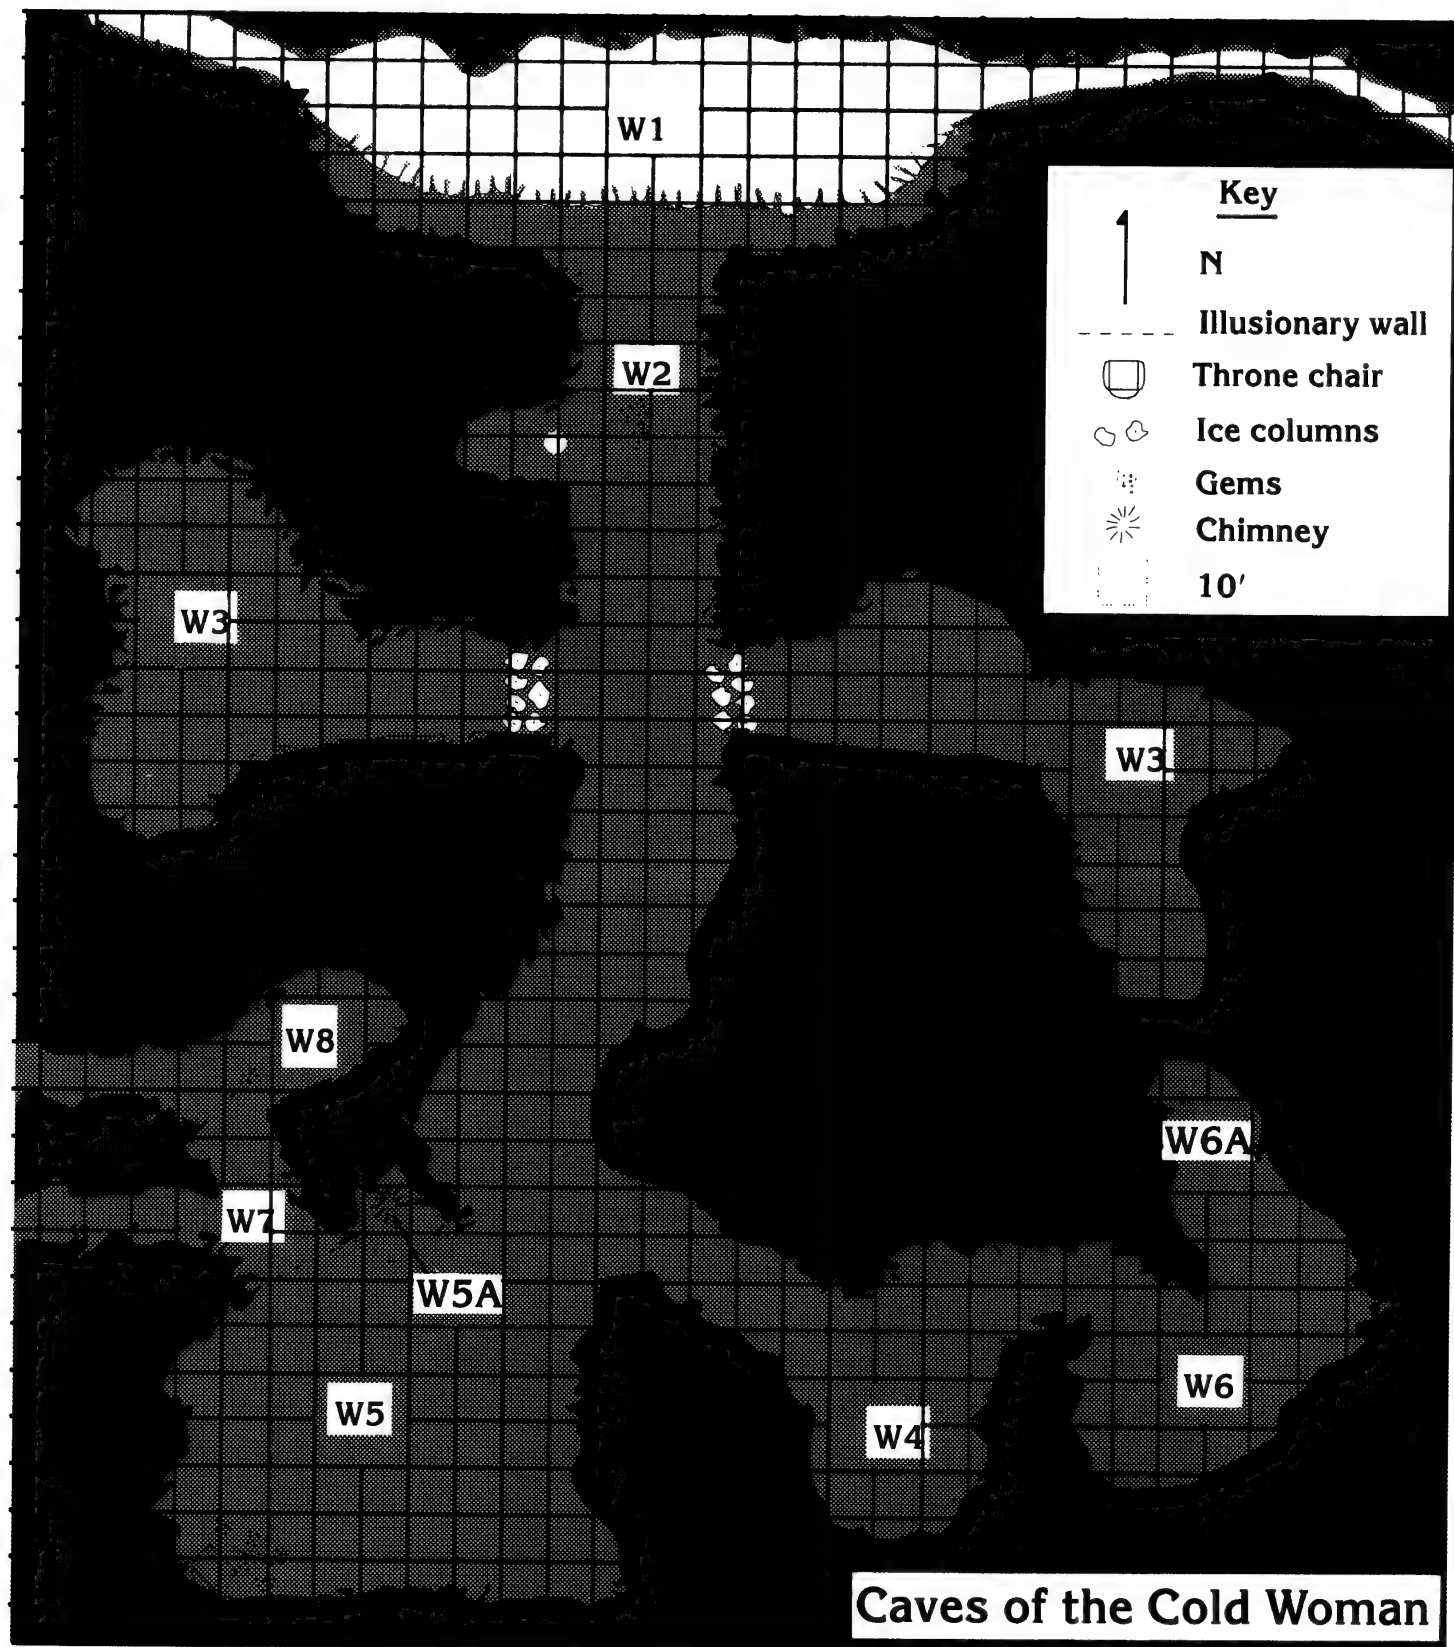 W1
Key
N
Illusionary wall
Throne chair
Ice columns
Gems
Chimney
10'
W2
W3
W3
W8
W6A
W7
W5A
W5
W6
W4
Caves of the Cold Woman